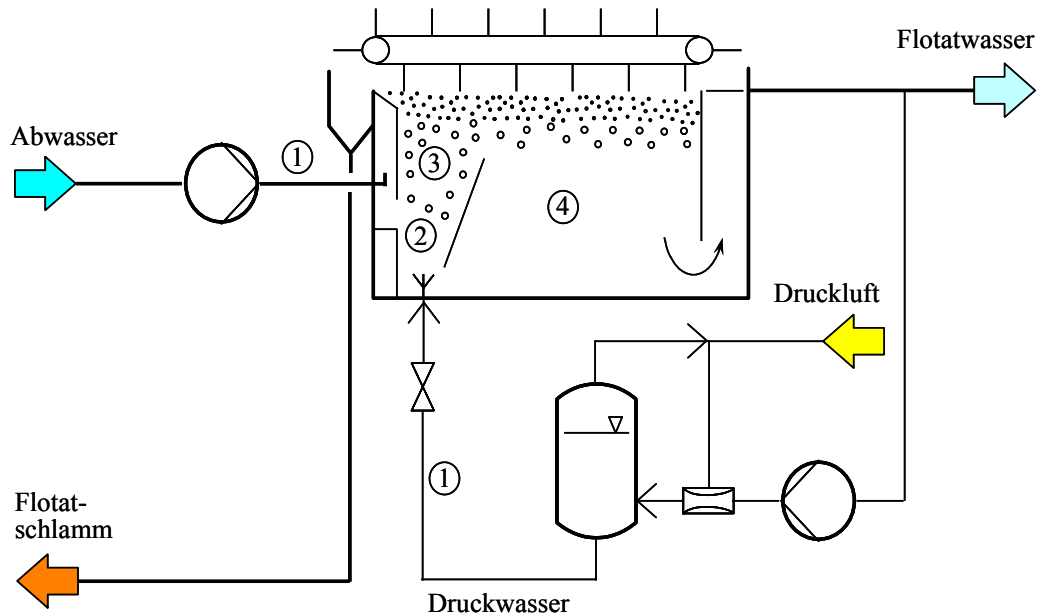 Flotatwasser
Abwasser
1
3
4
2
Druckluft
1
Flotat-
schlamm
Druckwasser